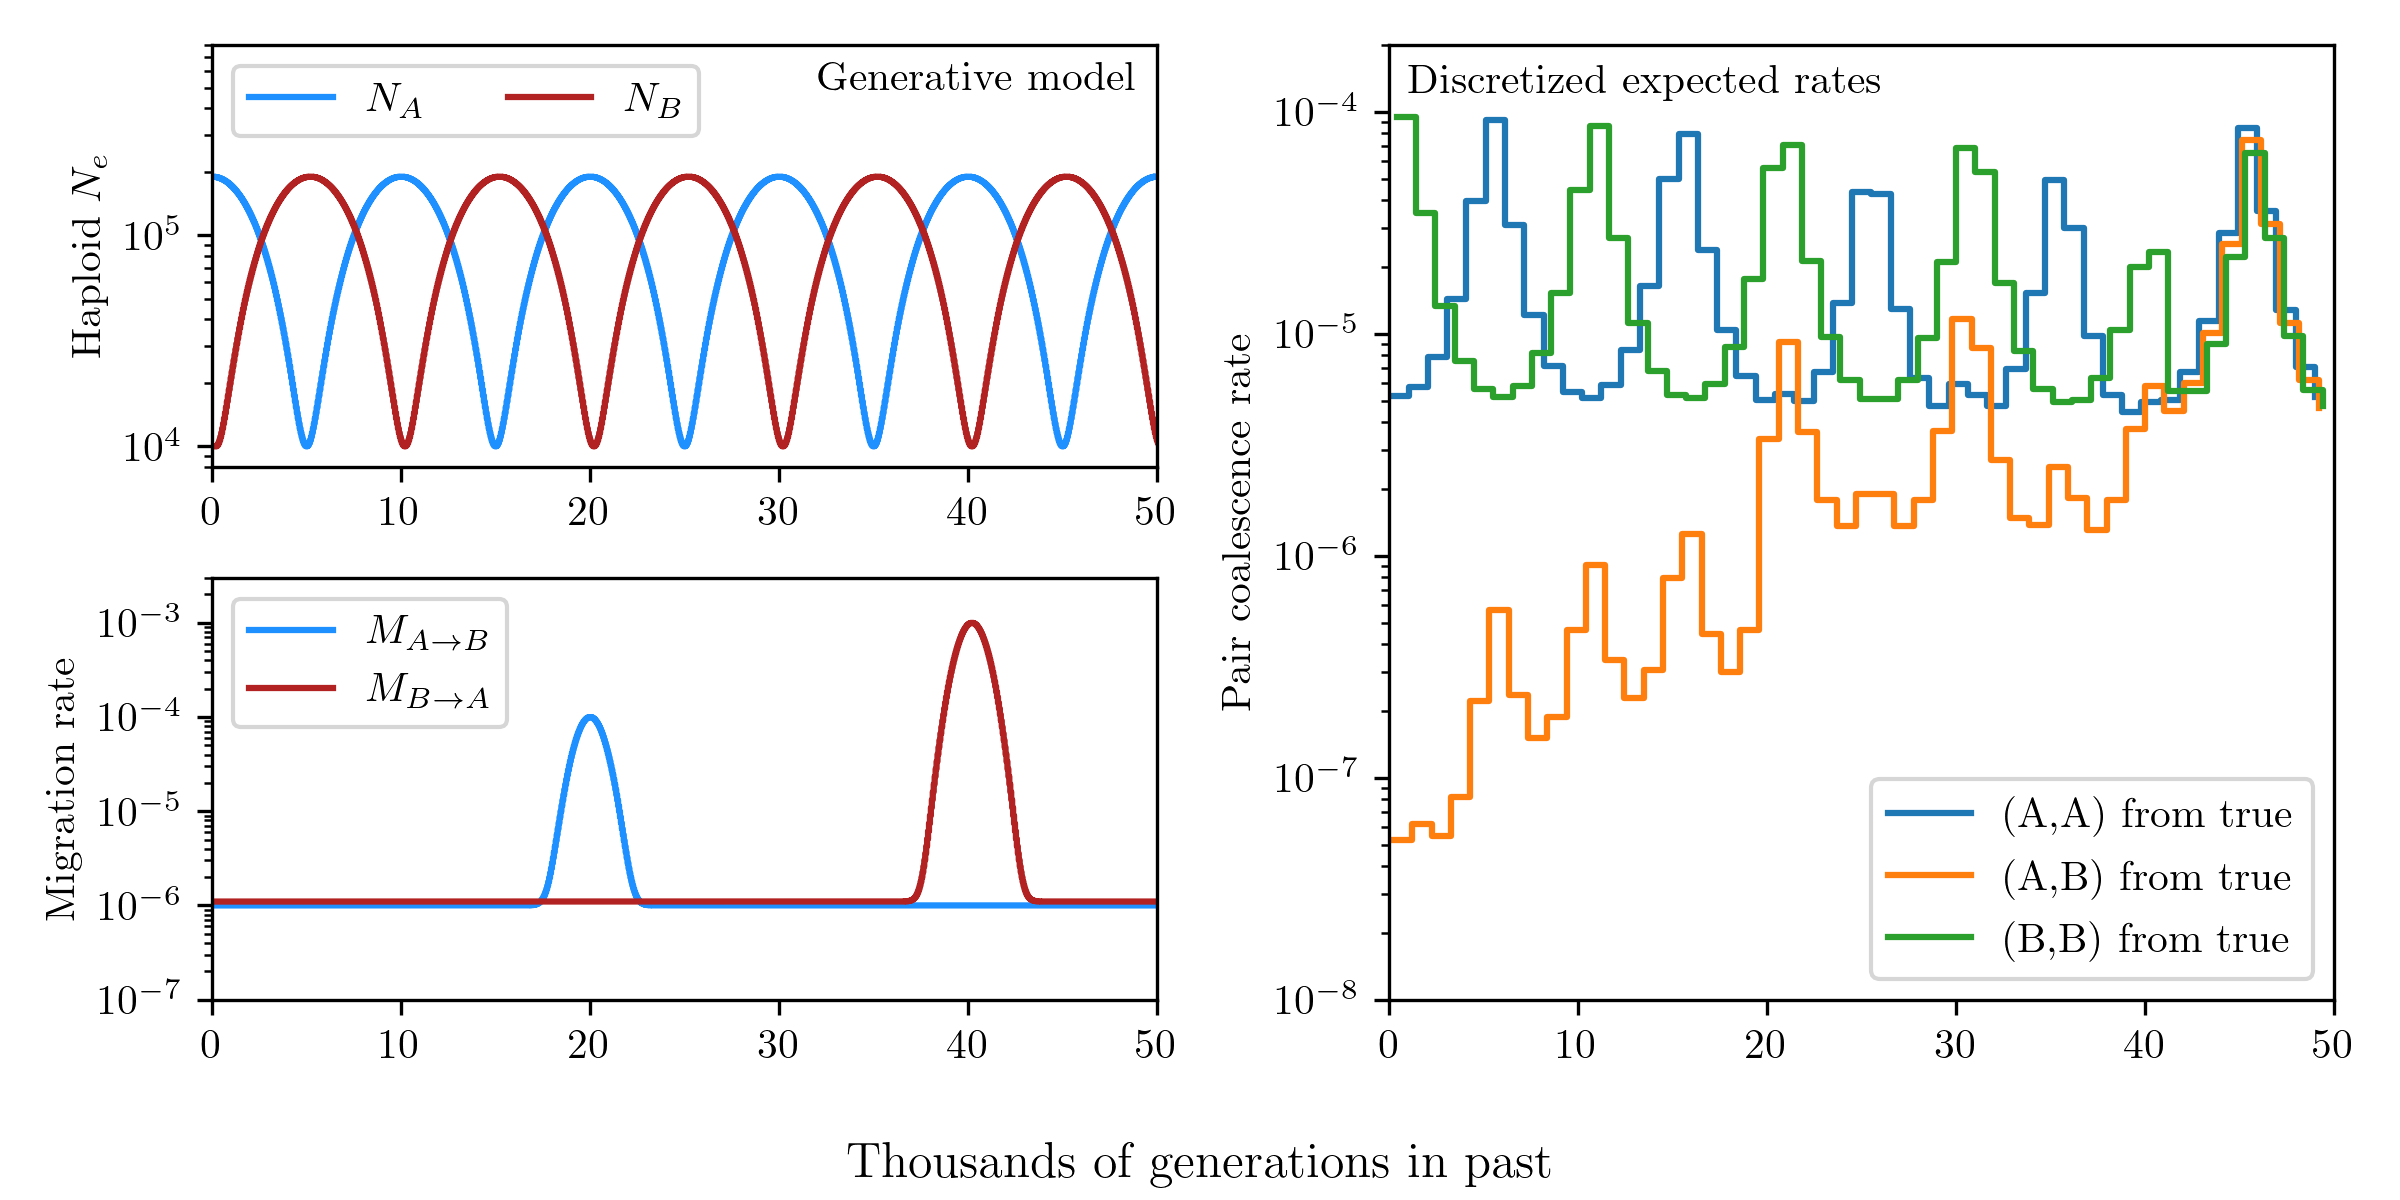 Generative model
N_A N_B
Haploid N_e
10^5
10^4
0 10 20 30 40 50
M_{A→B}
M_{B→A}
Migration rate
10^{-3}
10^{-4}
10^{-5}
10^{-6}
10^{-7}
0 10 20 30 40 50
Discretized expected rates
Pair coalescence rate
10^{-4}
10^{-5}
10^{-6}
10^{-7}
10^{-8}
(A,A) from true
(A,B) from true
(B,B) from true
0 10 20 30 40 50
Thousands of generations in past